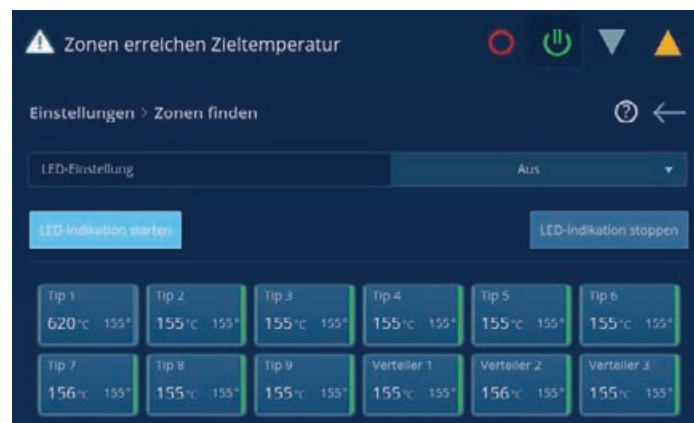 Zonen erreichen Zieltemperatur
Einstellungen > Zonen finden
LED-Einstellung Aus
LED-Indikation starten LED-Indikation stoppen
Tip 1 Tip 2 Tip 3 Tip 4 Tip 5 Tip 6
620°C 155° 155°C 155° 155°C 155° 155°C 155° 155°C 155° 155°C 155°
Tip 7 Tip 8 Tip 9 Verteiler 1 Verteiler 2 Verteiler 3
156°C 155° 155°C 155° 155°C 155° 155°C 155° 156°C 155° 155°C 155°